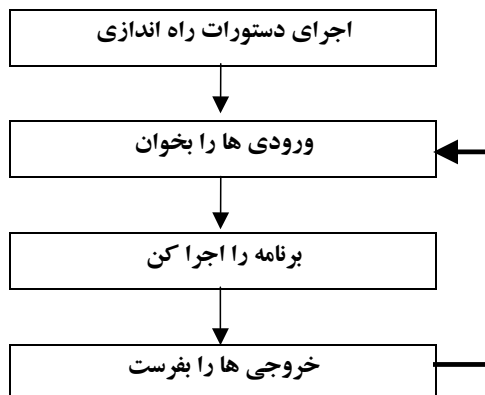 اجرای دستورات راه اندازی
ورودی ها را بخوان
برنامه را اجرا کن
خروجی ها را بفرست